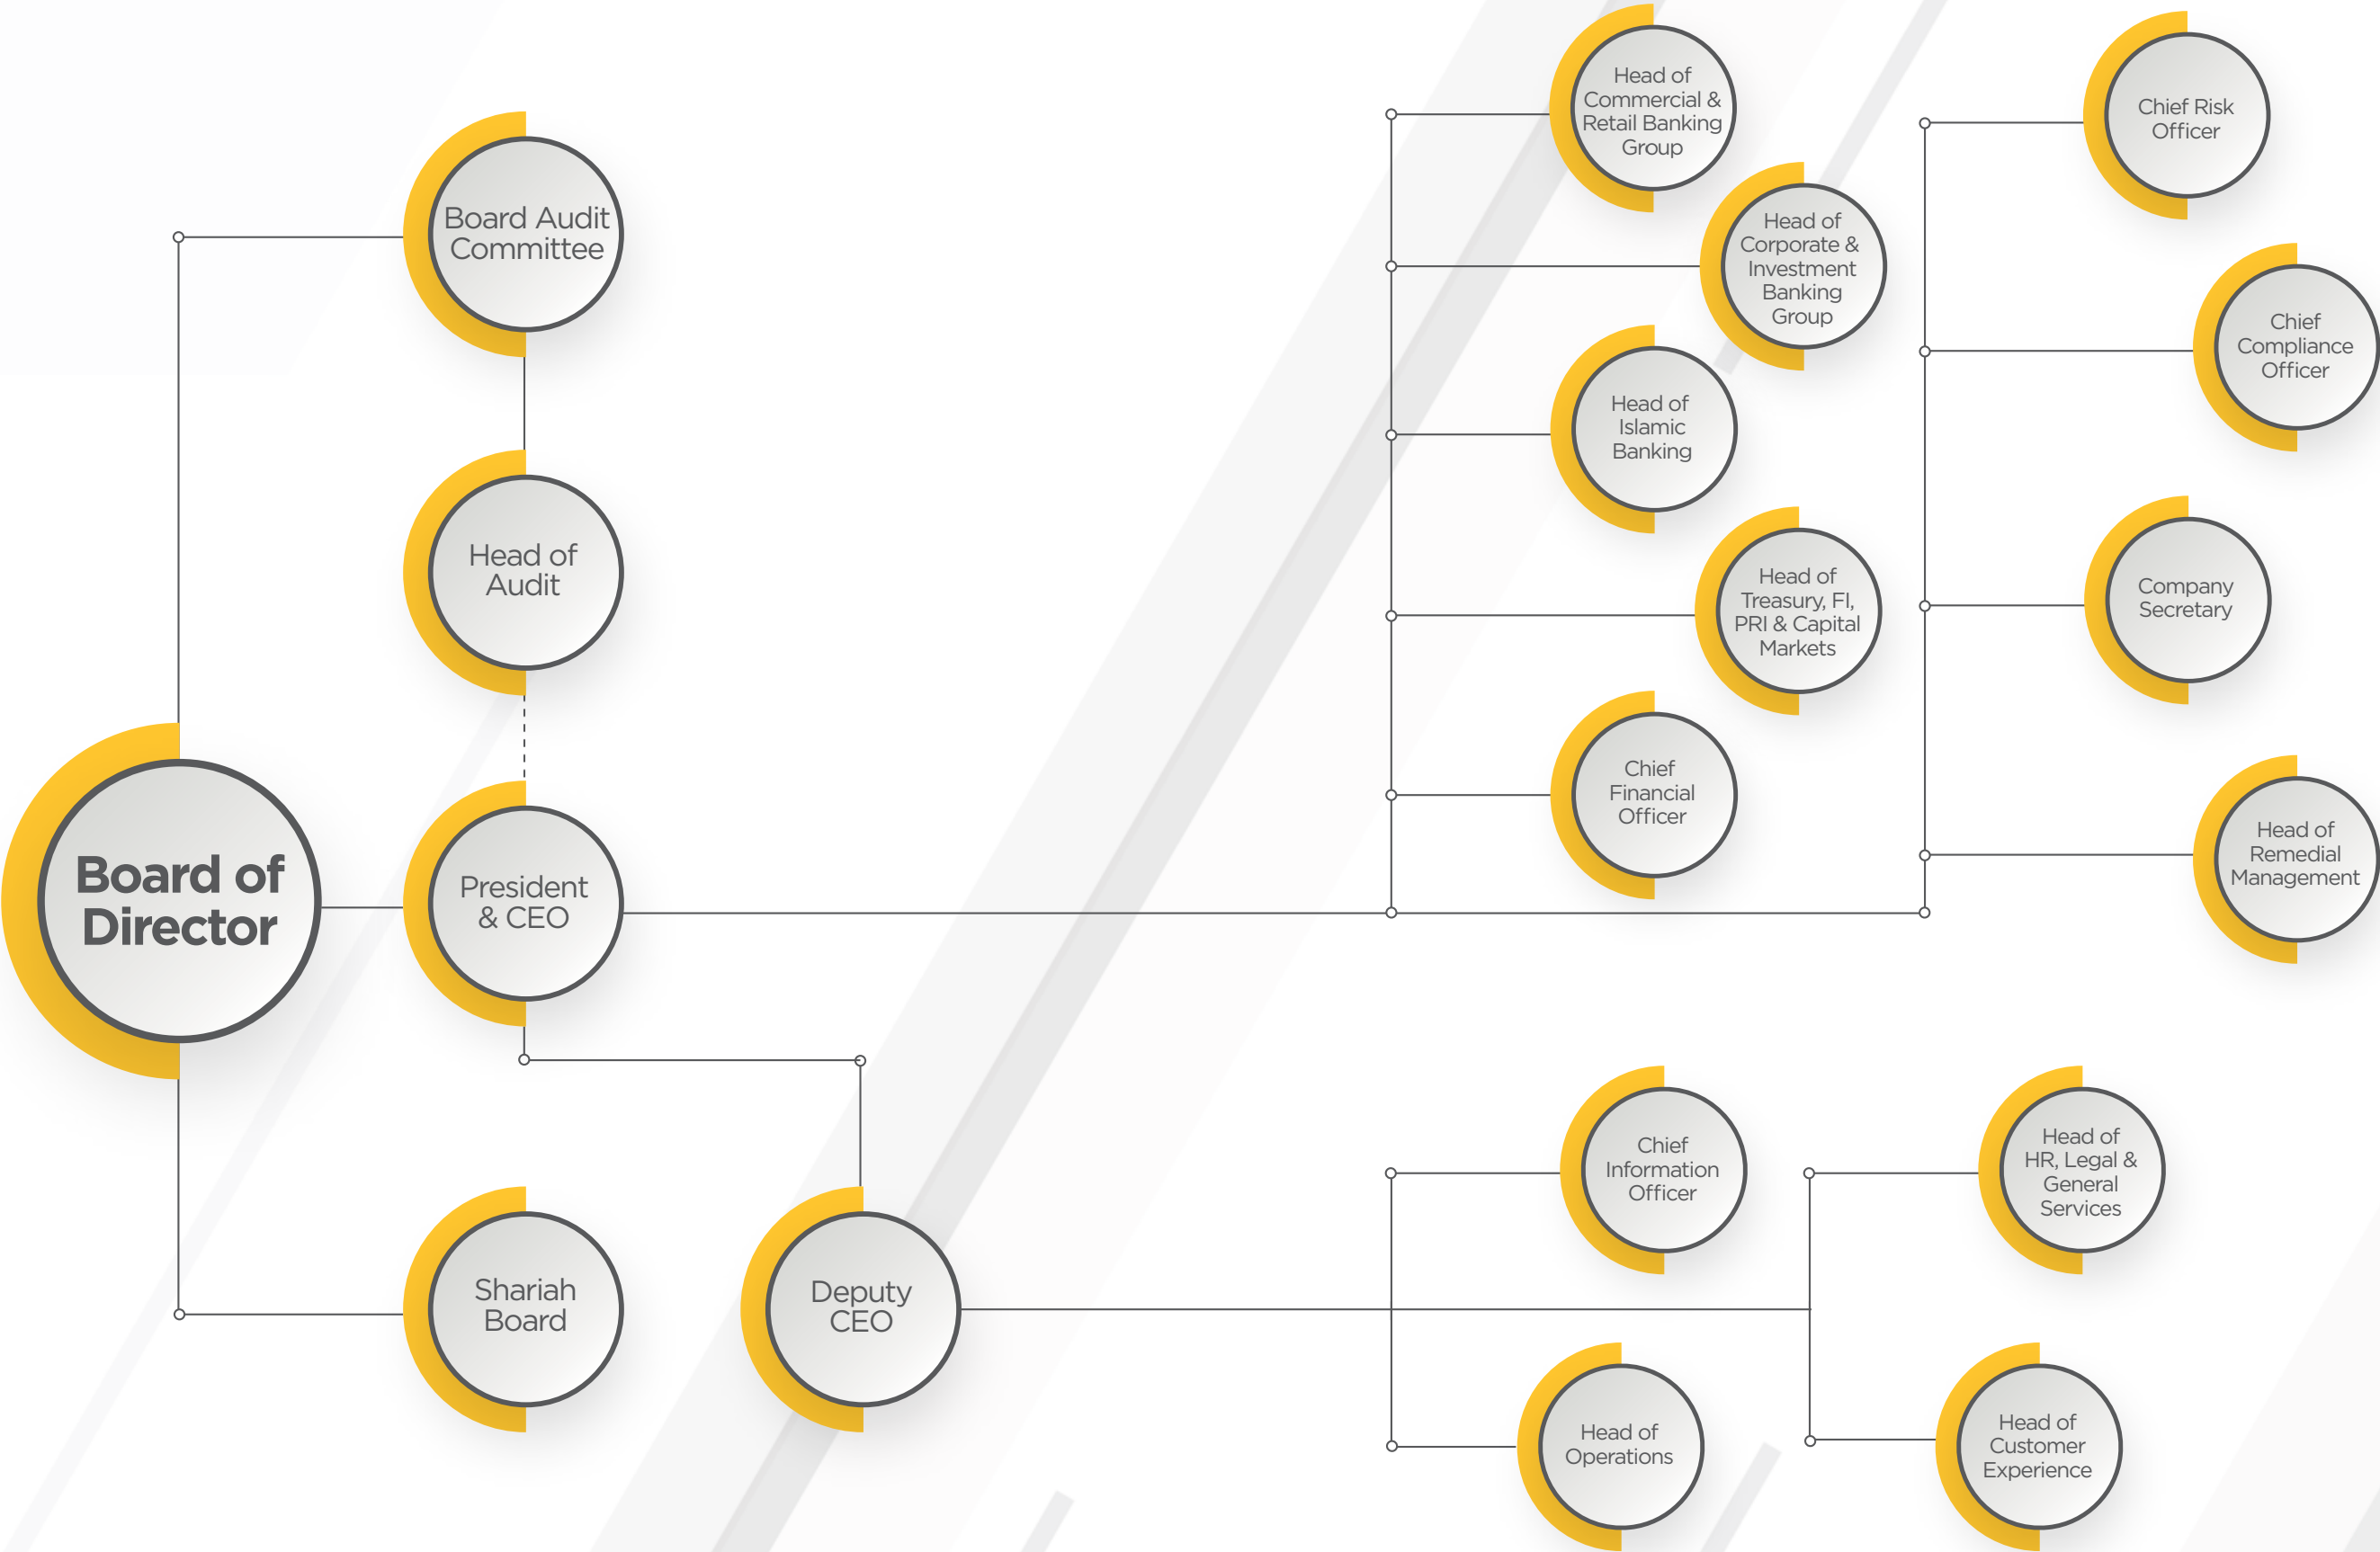 Board Audit
Committee
Head of
Audit
Board of
Director
President
& CEO
Shariah
Board
Deputy
CEO
Head of
Commercial &
Retail Banking
Group
Head of
Corporate &
Investment
Banking
Group
Head of
Islamic
Banking
Head of
Treasury, FI,
PRI & Capital
Markets
Chief
Financial
Officer
Chief Risk
Officer
Chief
Compliance
Officer
Company
Secretary
Head of
Remedial
Management
Chief
Information
Officer
Head of
Operations
Head of
HR, Legal &
General
Services
Head of
Customer
Experience